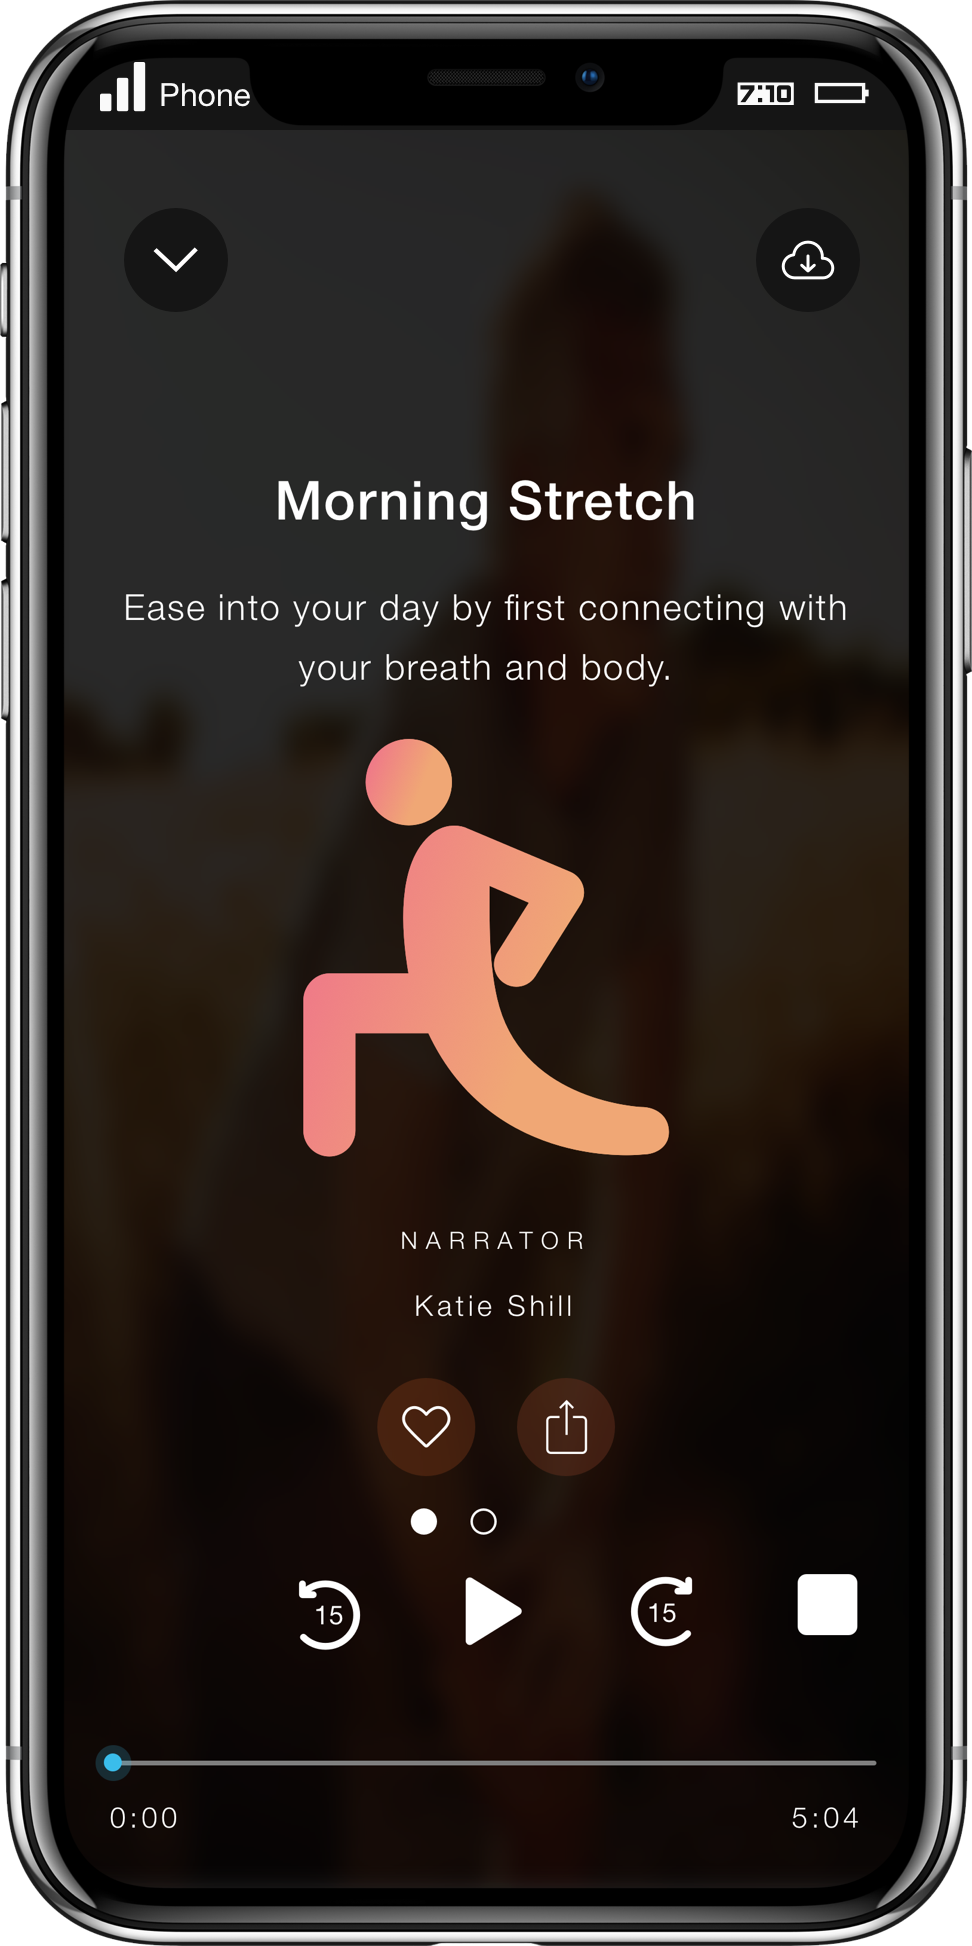 Phone 7:10
Morning Stretch
Ease into your day by first connecting with
your breath and body.
NARRATOR
Katie Shill
15 15
0:00 5:04